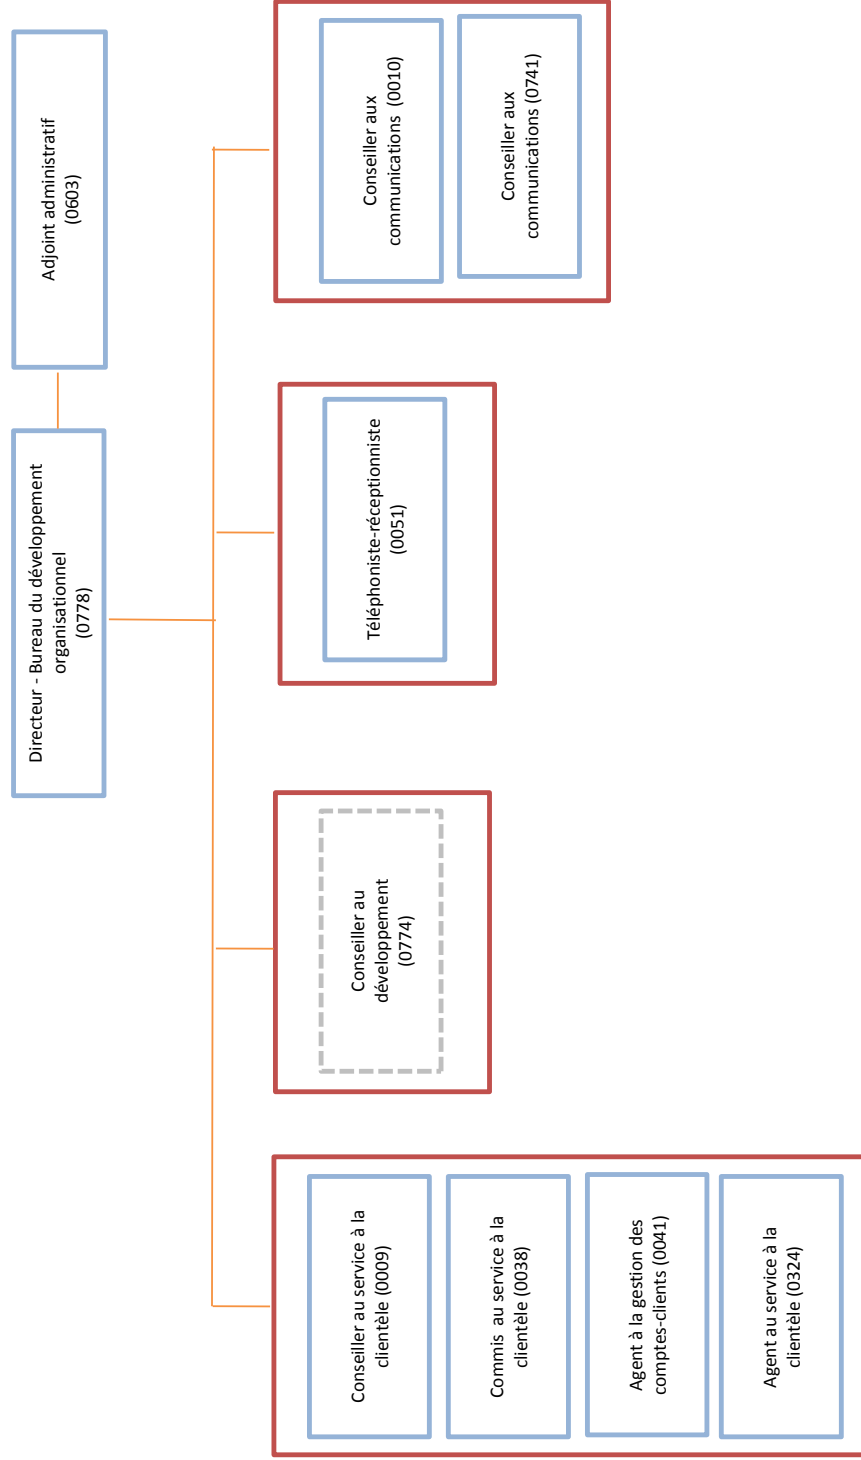 Directeur - Bureau du développement
organisationnel
(0778)
Adjoint administratif
(0603)
Conseiller au service à la
clientèle (0009)
Commis au service à la
clientèle (0038)
Agent à la gestion des
comptes-clients (0041)
Agent au service à la
clientèle (0324)
Conseiller au
développement
(0774)
Téléphoniste-réceptionniste
(0051)
Conseiller aux
communications (0010)
Conseiller aux
communications (0741)